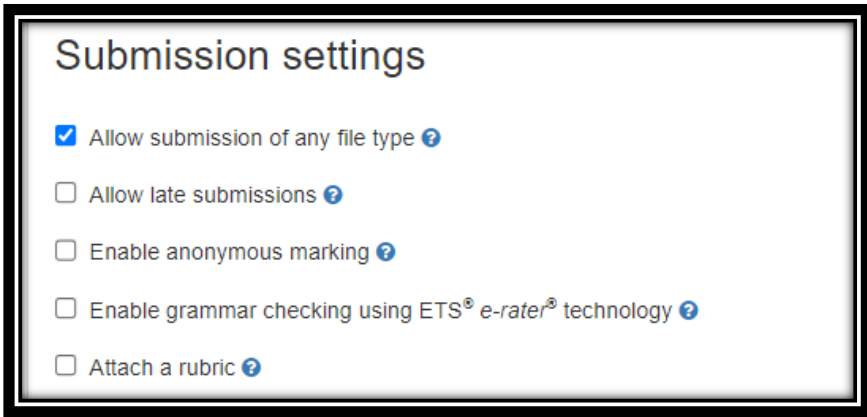 Submission settings
Allow submission of any file type
Allow late submissions
Enable anonymous marking
Enable grammar checking using ETS® e-rater® technology
Attach a rubric